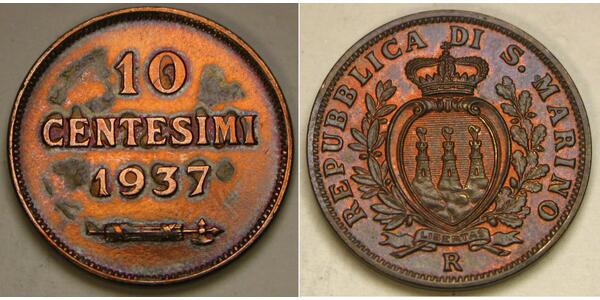 10
CENTESIMI
1937
REPUBBLICA DI S. MARINO
LIBERTAS
R